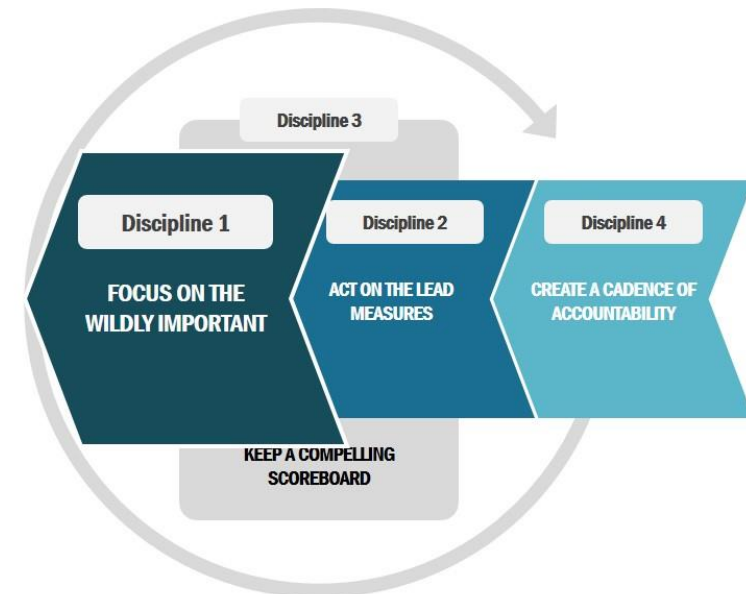 Discipline 3
Discipline 1
FOCUS ON THE
WILDLY IMPORTANT
Discipline 2
ACT ON THE LEAD
MEASURES
Discipline 4
CREATE A CADENCE OF
ACCOUNTABILITY
KEEP A COMPELLING
SCOREBOARD